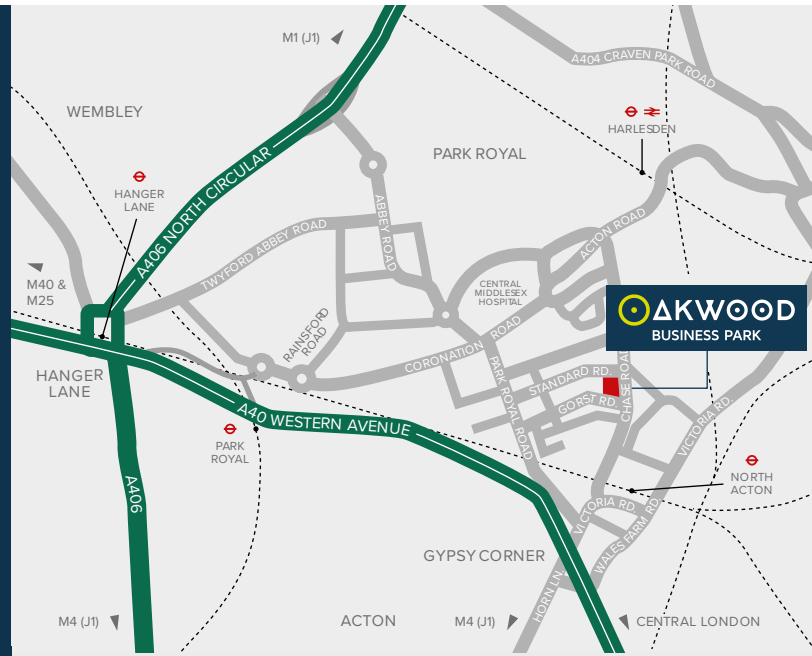 M1 (J1)
A404 CRAVEN PARK ROAD
WEMBLEY
HARLESDEN
PARK ROYAL
A406 NORTH CIRCULAR
HANGER
LANE
ABBEY ROAD
ACTON ROAD
TWYFORD ABBEY ROAD
M40 &
M25
CENTRAL
MIDDLESEX
HOSPITAL
OAKWOOD
BUSINESS PARK
RAINSFORD
ROAD
CORONATION ROAD
HANGER
LANE
STANDARD RD.
GORST RD.
CHASE ROAD
PARK ROYAL ROAD
VICTORIA RD.
A40 WESTERN AVENUE
PARK
ROYAL
NORTH
ACTON
A406
VICTORIA RD.
WALES FARM RD.
GYPSY CORNER
HORN LN.
M4 (J1)
ACTON
M4 (J1)
CENTRAL LONDON